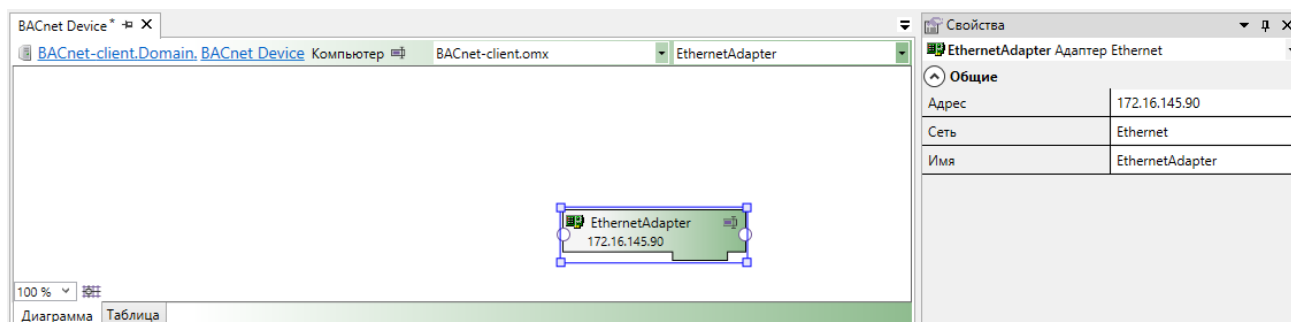 BACnet Device*
BACnet-client.Domain. BACnet Device Компьютер
BACnet-client.omx
EthernetAdapter
EthernetAdapter
172.16.145.90
100 %
Диаграмма Таблица
Свойства
EthernetAdapter Адаптер Ethernet
Общие
Адрес 172.16.145.90
Сеть Ethernet
Имя EthernetAdapter